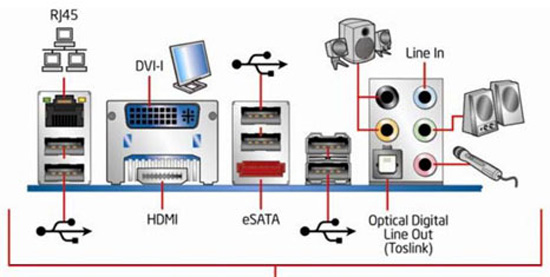 RJ45
DVI-I
Line In
HDMI
eSATA
Optical Digital
Line Out
(Toslink)